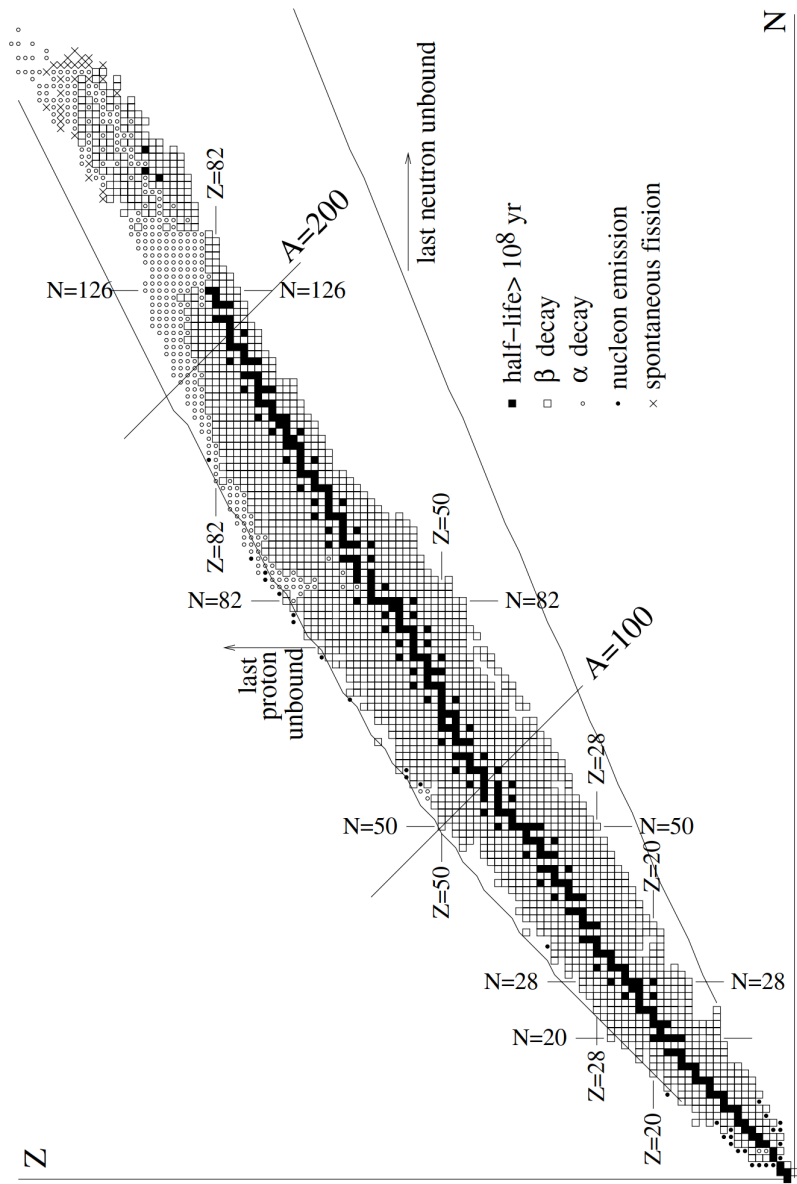 N
Z=82
A=200
last neutron unbound
N=126
N=126
half−life> 10⁸ yr
β decay
α decay
nucleon emission
spontaneous fission
Z=82
Z=50
N=82
N=82
last
proton
unbound
A=100
Z=28
N=50
N=50
Z=20
Z=50
N=28
N=28
N=20
Z=28
Z=20
Z